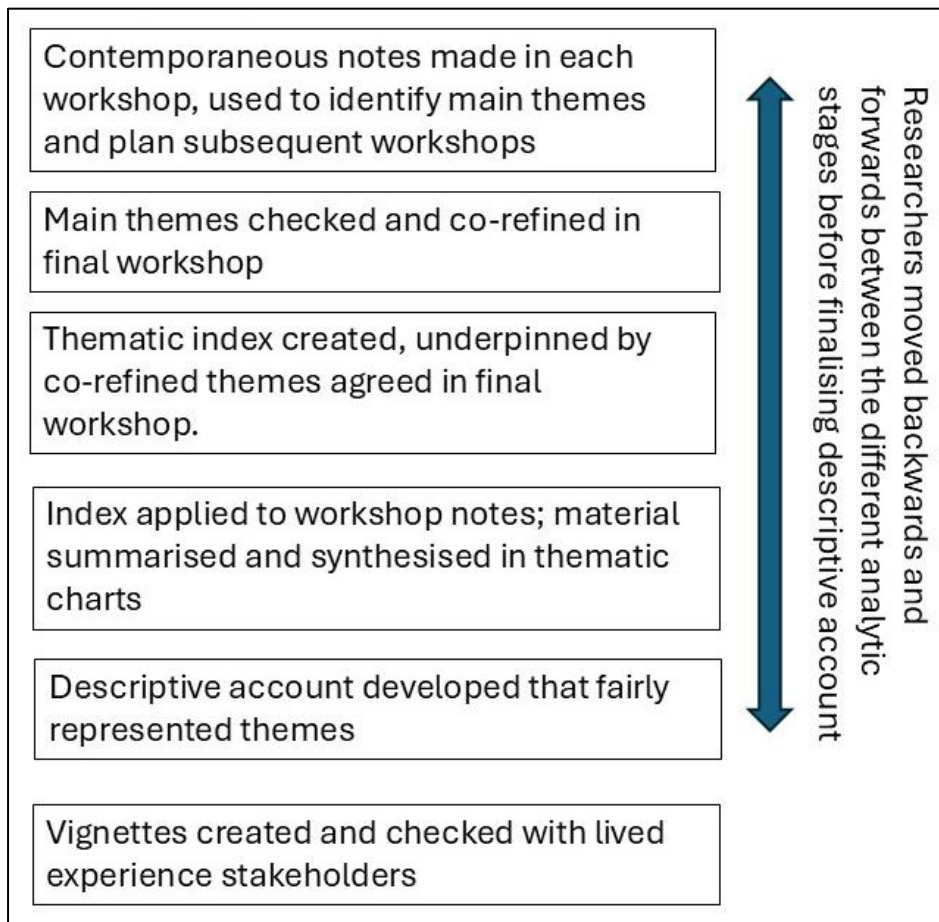 Contemporaneous notes made in each
workshop, used to identify main themes
and plan subsequent workshops
Main themes checked and co-refined in
final workshop
Thematic index created, underpinned by
co-refined themes agreed in final
workshop.
Index applied to workshop notes; material
summarised and synthesised in thematic
charts
Descriptive account developed that fairly
represented themes
Vignettes created and checked with lived
experience stakeholders
Researchers moved backwards and
forwards between the different analytic
stages before finalising descriptive account